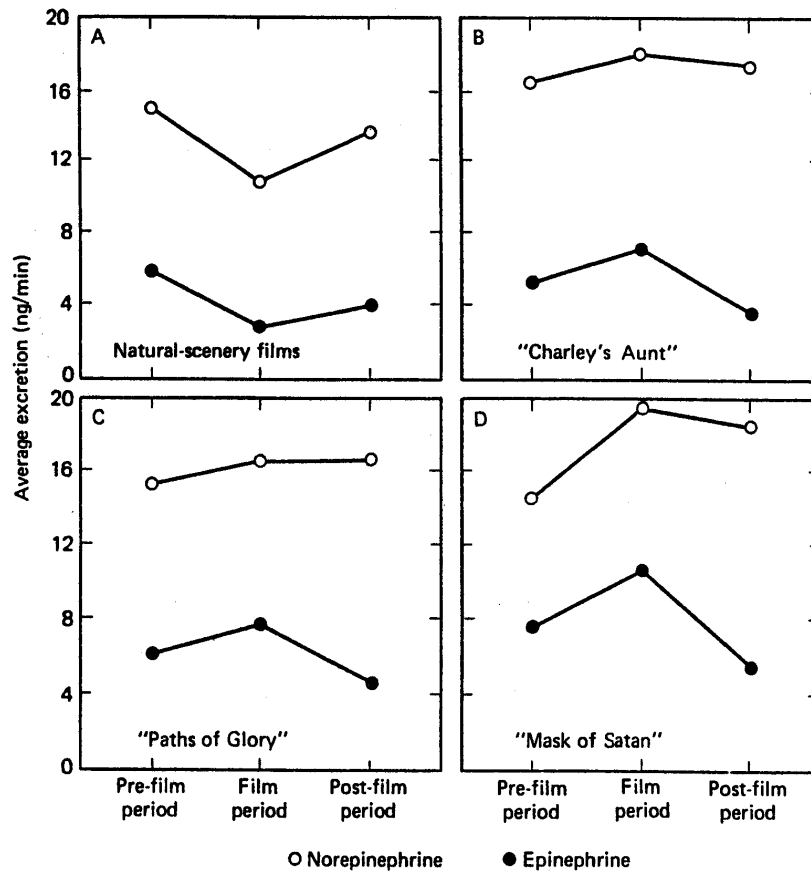 Average excretion (ng/min)
20
16
12
8
4
0
A
Natural-scenery films
B
"Charley's Aunt"
20
16
12
8
4
0
C
"Paths of Glory"
D
"Mask of Satan"
Pre-film
period
Film
period
Post-film
period
Pre-film
period
Film
period
Post-film
period
Norepinephrine
Epinephrine